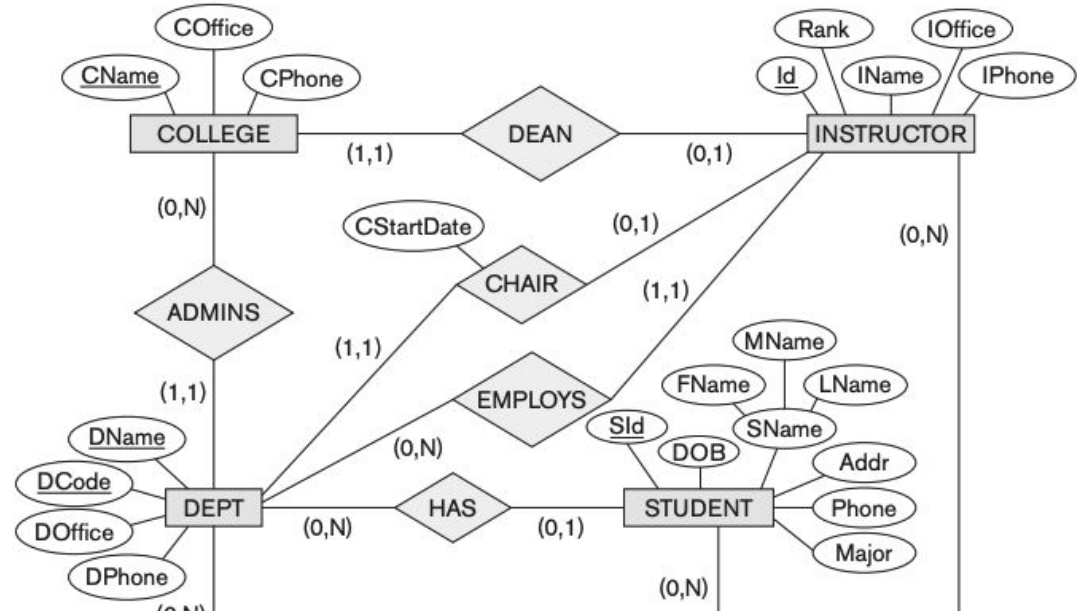 COffice
Rank
IOffice
CName
CPhone
Id
IName
IPhone
COLLEGE
DEAN
INSTRUCTOR
(1,1)
(0,1)
(0,N)
CStartDate
(0,1)
(0,N)
CHAIR
(1,1)
ADMINS
(1,1)
MName
FName
LName
(1,1)
EMPLOYS
SId
SName
DName
(0,N)
DOB
Addr
DCode
DEPT
HAS
STUDENT
Phone
DOffice
(0,N)
(0,1)
Major
DPhone
(0,N)
(0,N)